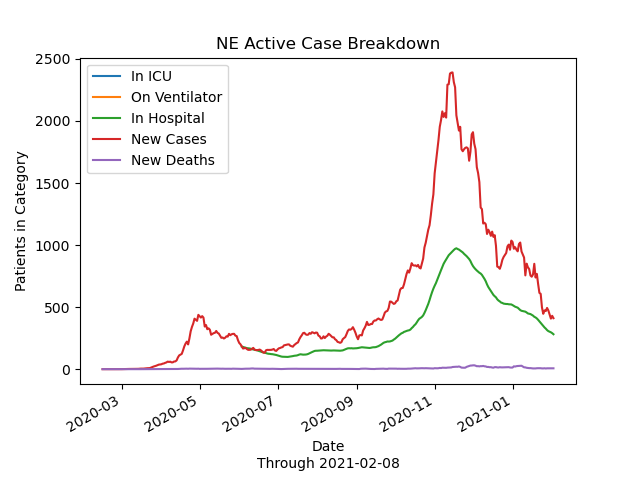 NE Active Case Breakdown
In ICU
On Ventilator
In Hospital
New Cases
New Deaths
Patients in Category
2500
2000
1500
1000
500
0
2020-03
2020-05
2020-07
2020-09
2020-11
2021-01
Date
Through 2021-02-08